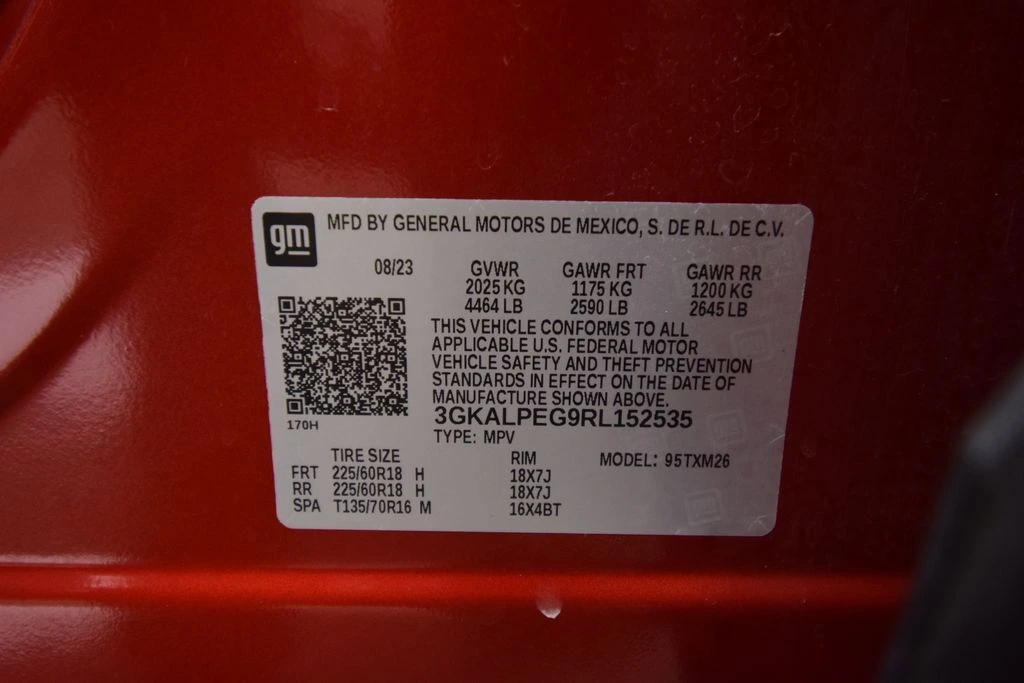 gm MFD BY GENERAL MOTORS DE MEXICO, S. DE R.L. DE C.V.
08/23 GVWR GAWR FRT GAWR RR
2025 KG 1175 KG 1200 KG
4464 LB 2590 LB 2645 LB
THIS VEHICLE CONFORMS TO ALL
APPLICABLE U.S. FEDERAL MOTOR
VEHICLE SAFETY AND THEFT PREVENTION
STANDARDS IN EFFECT ON THE DATE OF
MANUFACTURE SHOWN ABOVE.
3GKALPEG9RL152535
170H
TYPE: MPV
TIRE SIZE RIM MODEL: 95TXM26
FRT 225/60R18 H 18X7J
RR 225/60R18 H 18X7J
SPA T135/70R16 M 16X4BT